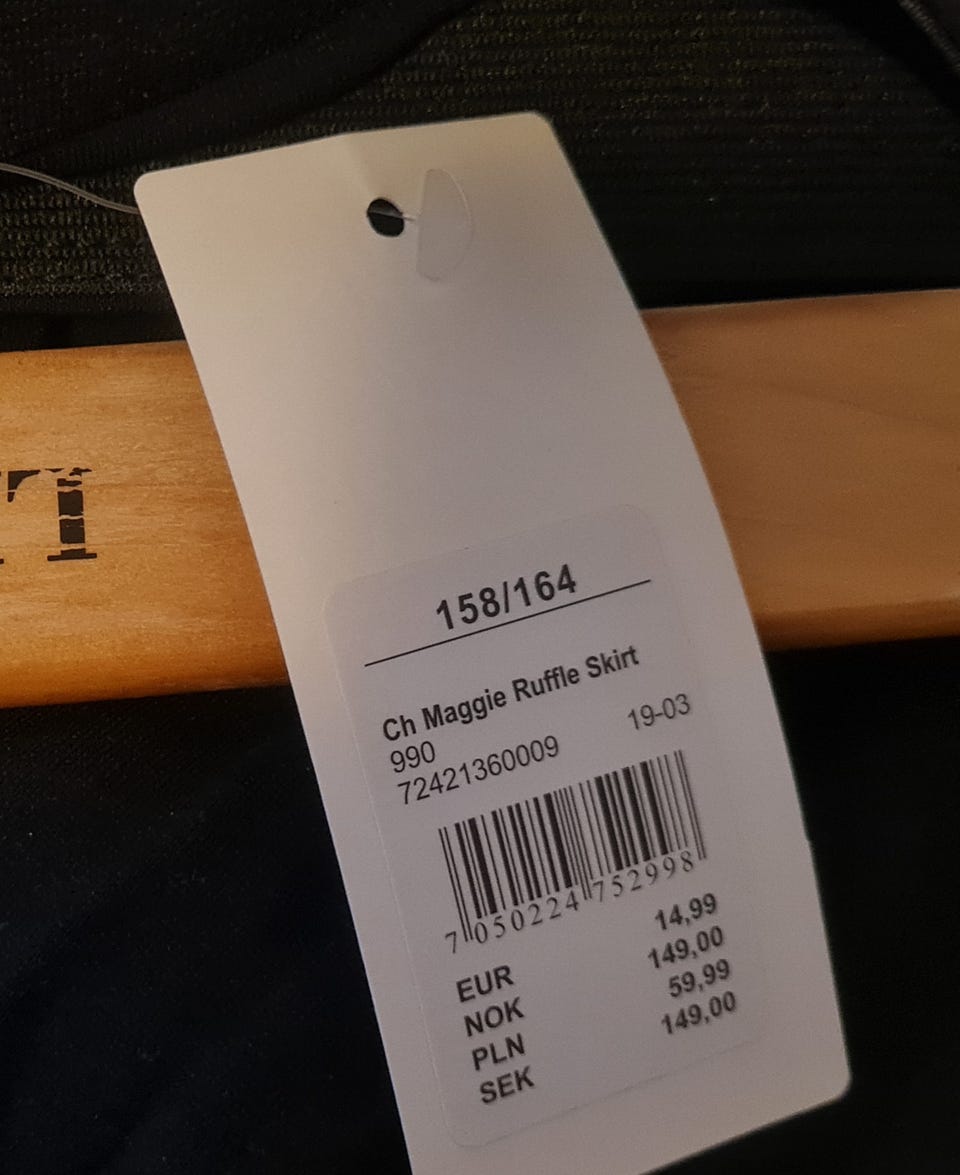 T
158/164
Ch Maggie Ruffle Skirt
990 19-03
72421360009
7 050224 752998
EUR 14,99
NOK 149,00
PLN 59,99
SEK 149,00